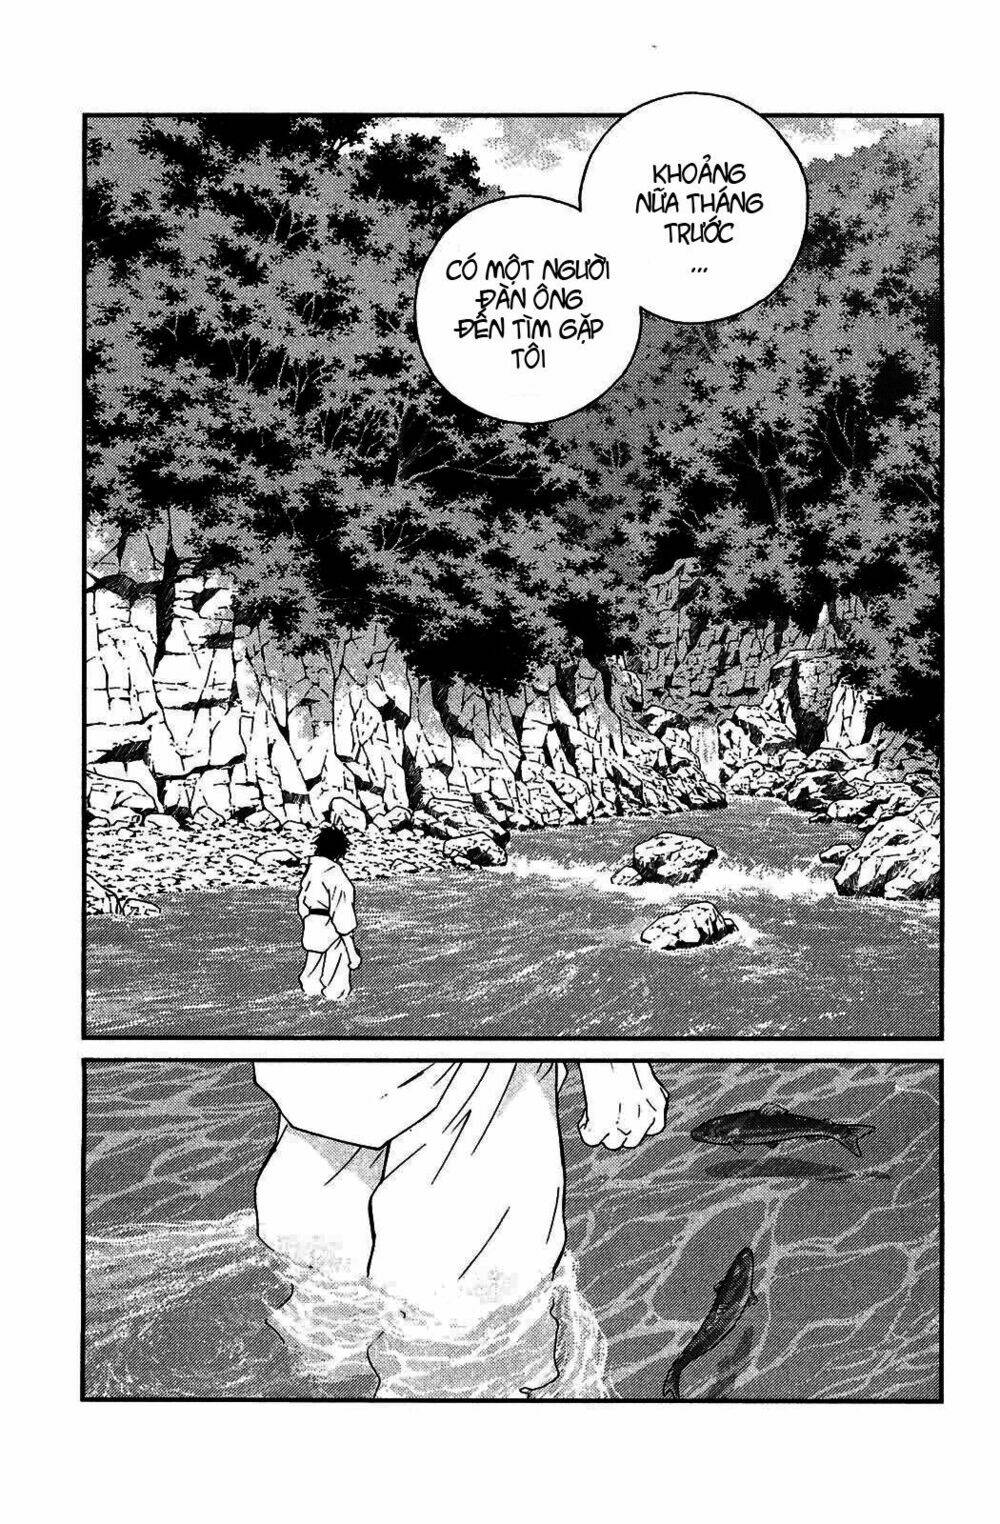 KHOẢNG
NỮA THÁNG
TRƯỚC
...
CÓ MỘT NGƯỜI
ĐÀN ÔNG
ĐẾN TÌM GẶP
TÔI